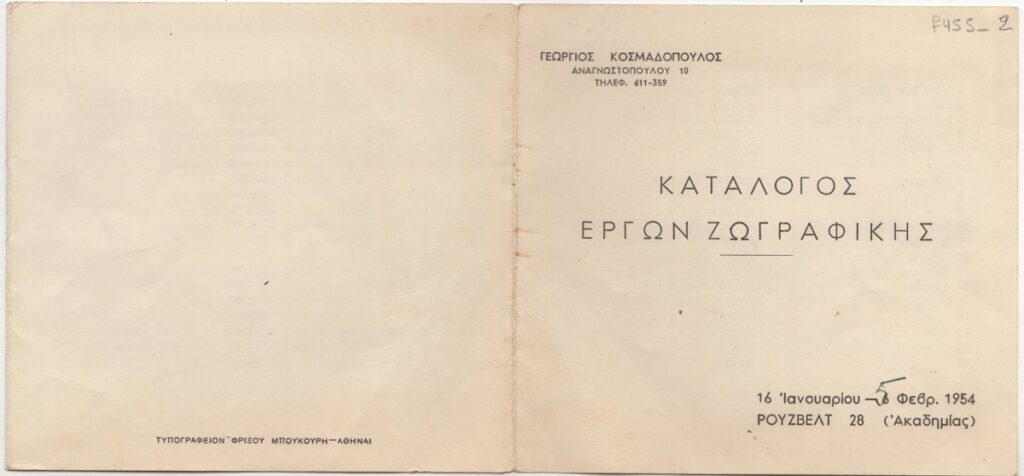 F455_2
ΓΕΩΡΓΙΟΣ ΚΟΣΜΑΔΟΠΟΥΛΟΣ
ΑΝΑΓΝΩΣΤΟΠΟΥΛΟΥ 10
ΤΗΛΕΦ. 611-359
ΚΑΤΑΛΟΓΟΣ
ΕΡΓΩΝ ΖΩΓΡΑΦΙΚΗΣ
16 Ἰανουαρίου — 5 Φεβρ. 1954
ΡΟΥΖΒΕΛΤ 28 (Ἀκαδημίας)
ΤΥΠΟΓΡΑΦΕΙΟΝ ΦΡΙΞΟΥ ΜΠΟΥΚΟΥΡΗ—ΑΘΗΝΑΙ